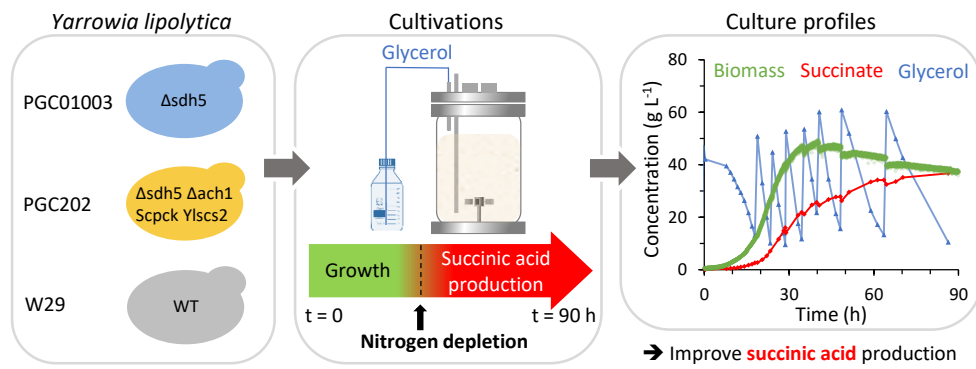 Yarrowia lipolytica
PGC01003
Δsdh5
PGC202
Δsdh5 Δach1
Scpck Ylscs2
W29
WT
Cultivations
Glycerol
Growth
Succinic acid
production
t = 0
t = 90 h
Nitrogen depletion
Culture profiles
Biomass Succinate Glycerol
Concentration (g L⁻¹)
80
60
40
20
0
0 30 60 90
Time (h)
➔ Improve succinic acid production